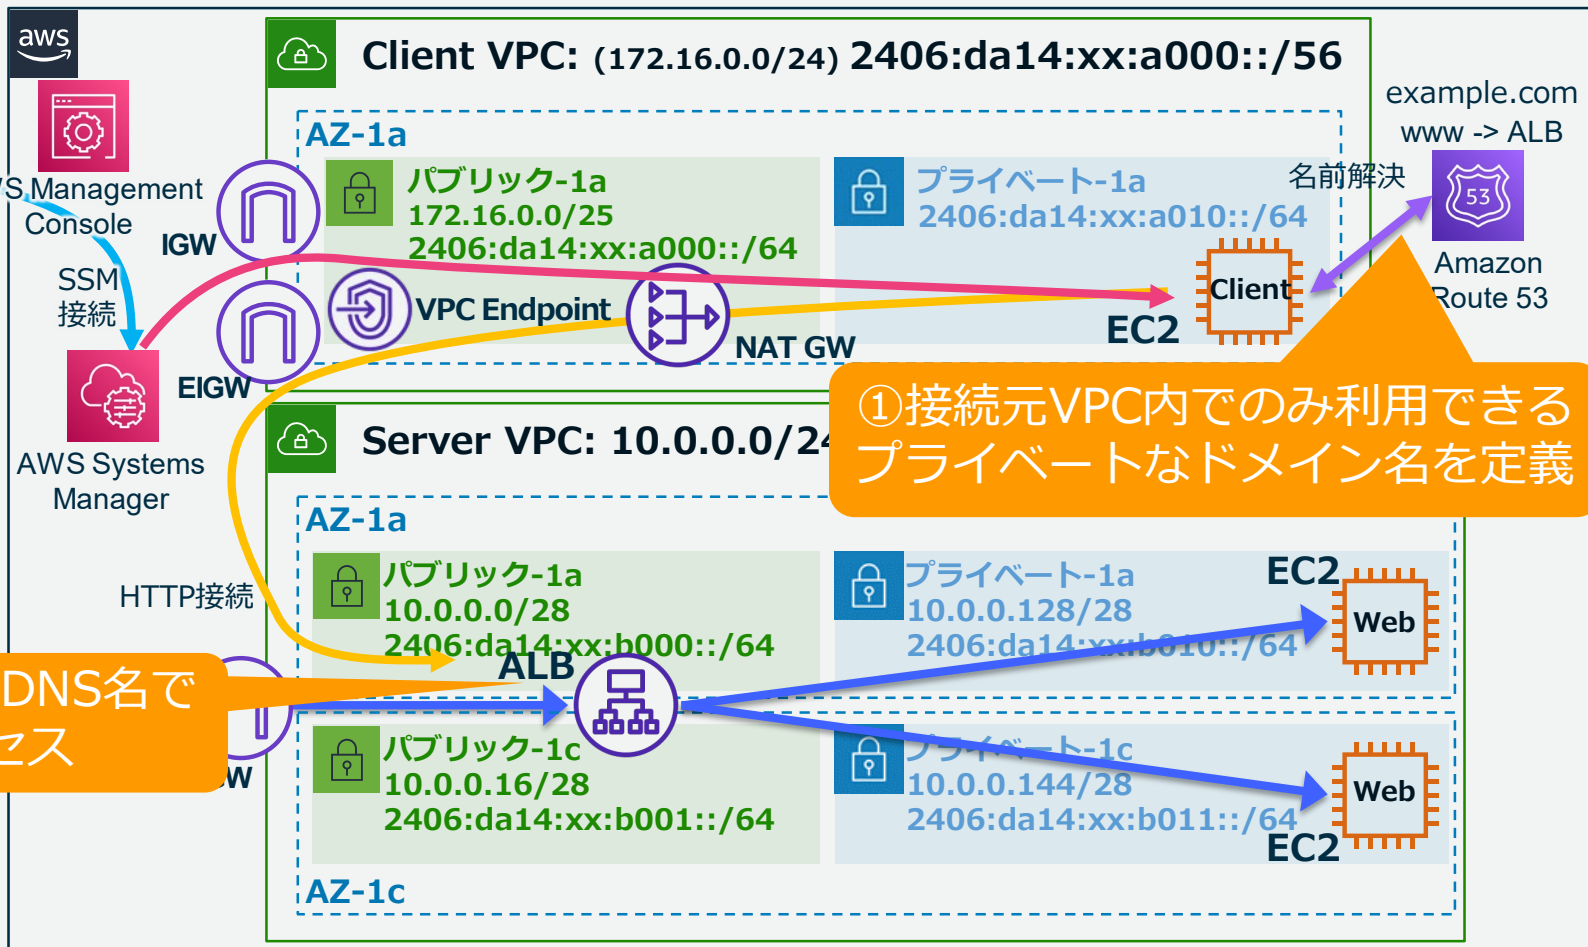 aws
Client VPC: (172.16.0.0/24) 2406:da14:xx:a000::/56
example.com
www -> ALB
AZ-1a
パブリック-1a
172.16.0.0/25
2406:da14:xx:a000::/64
プライベート-1a
2406:da14:xx:a010::/64
名前解決
53
Amazon
Route 53
S Management
Console
IGW
SSM
接続
VPC Endpoint
NAT GW
Client
EC2
EIGW
AWS Systems
Manager
①接続元VPC内でのみ利用できる
プライベートなドメイン名を定義
Server VPC: 10.0.0.0/24
AZ-1a
パブリック-1a
10.0.0.0/28
2406:da14:xx:b000::/64
プライベート-1a
10.0.0.128/28
2406:da14:xx:b010::/64
EC2
Web
HTTP接続
ALB
DNS名で
セス
W
パブリック-1c
10.0.0.16/28
2406:da14:xx:b001::/64
プライベート-1c
10.0.0.144/28
2406:da14:xx:b011::/64
Web
EC2
AZ-1c